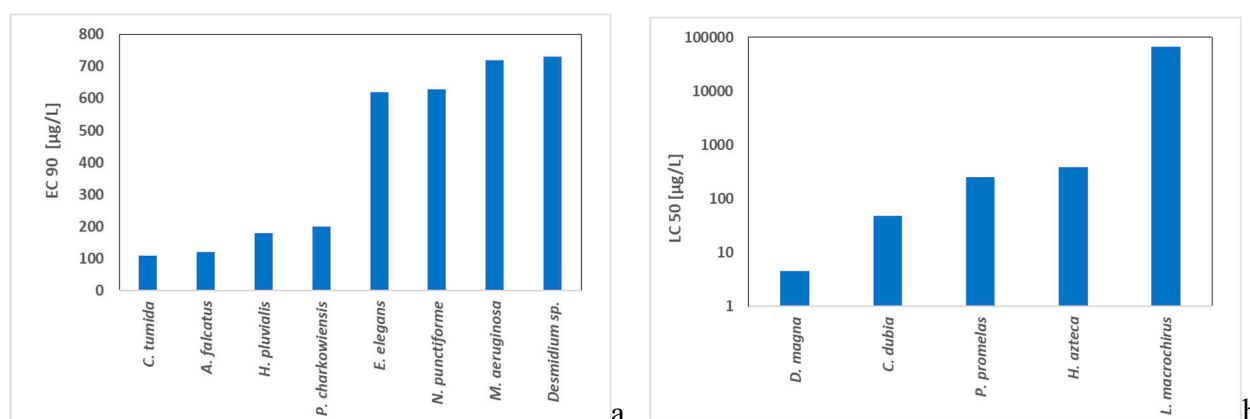 EC 90 [µg/L]
800
700
600
500
400
300
200
100
0
C. tumida
A. falcatus
H. pluvialis
P. charkowiensis
E. elegans
N. punctiforme
M. aeruginosa
Desmidium sp.
a
LC 50 [µg/L]
100000
10000
1000
100
10
1
D. magna
C. dubia
P. promelas
H. azteca
L. macrochirus
b